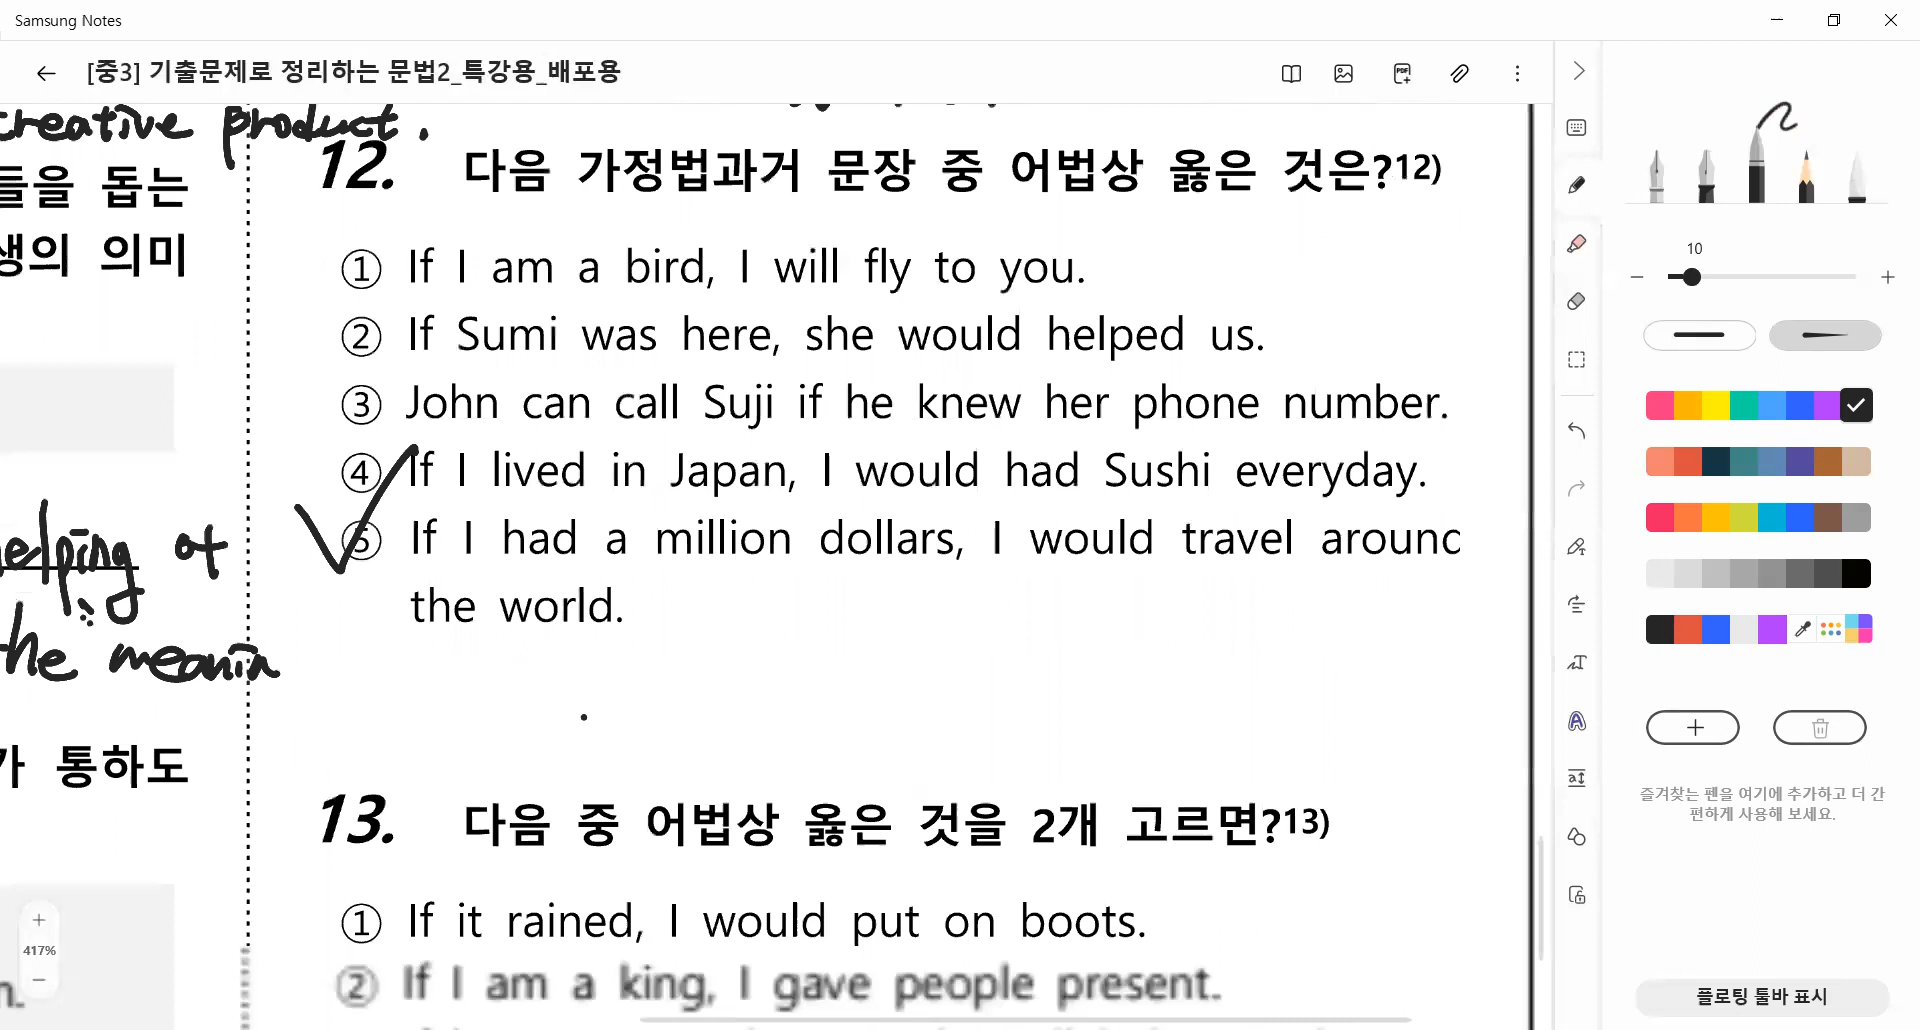 Samsung Notes
[중3] 기출문제로 정리하는 문법2_특강용_배포용
creative product.
들을 돕는
생의 의미
elping of
he meanin
가 통하도
n.
12. 다음 가정법과거 문장 중 어법상 옳은 것은?12)
① If I am a bird, I will fly to you.
② If Sumi was here, she would helped us.
③ John can call Suji if he knew her phone number.
④ If I lived in Japan, I would had Sushi everyday.
⑤ If I had a million dollars, I would travel around
the world.
13. 다음 중 어법상 옳은 것을 2개 고르면?13)
① If it rained, I would put on boots.
② If I am a king, I gave people present.
417%
10
즐겨찾는 펜을 여기에 추가하고 더 간
편하게 사용해 보세요.
플로팅 툴바 표시